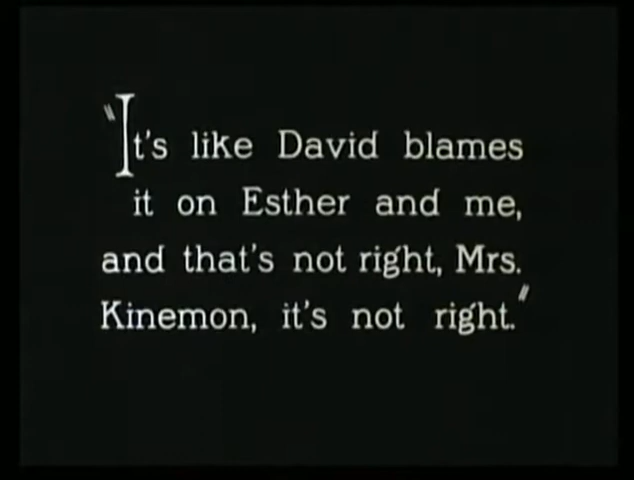 "It's like David blames
it on Esther and me,
and that's not right, Mrs.
Kinemon, it's not right."